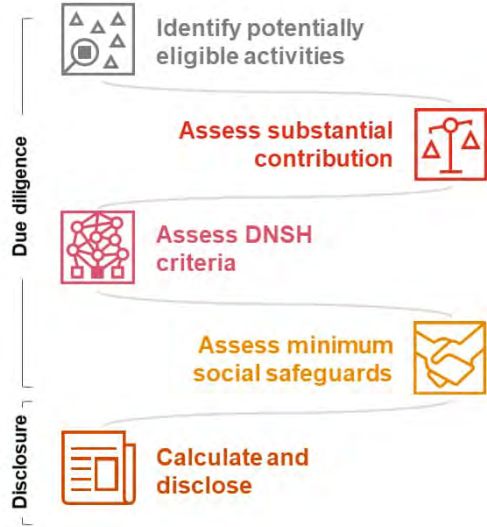 Identify potentially
eligible activities
Assess substantial
contribution
Due diligence
Assess DNSH
criteria
Assess minimum
social safeguards
Disclosure
Calculate and
disclose